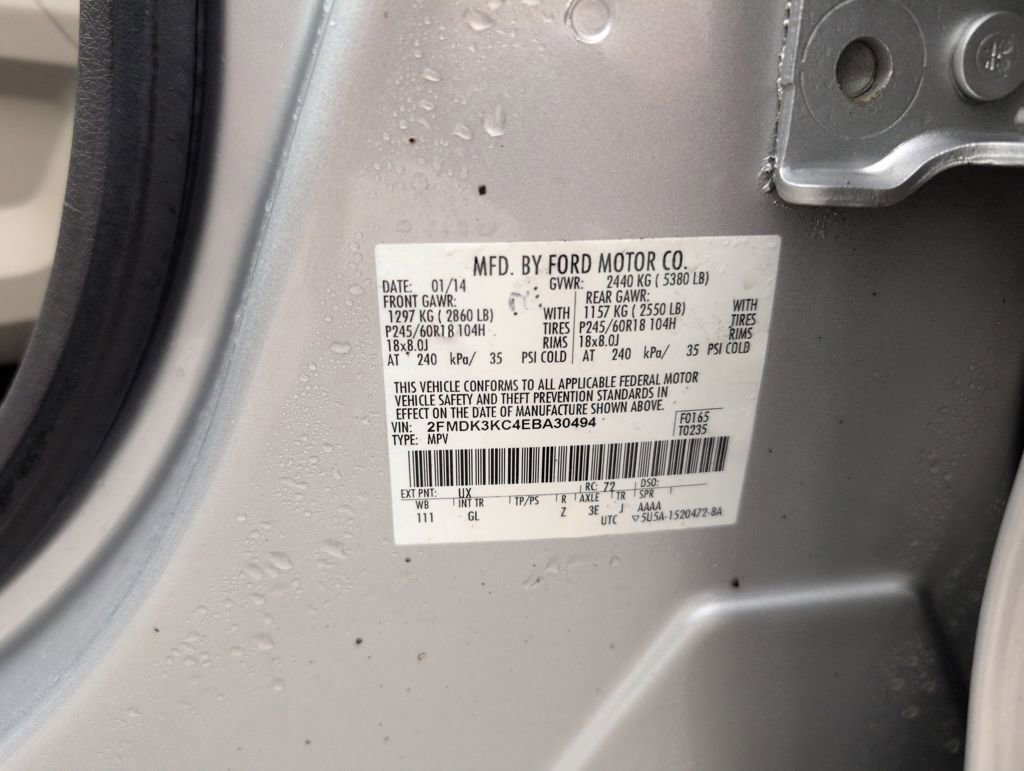 MFD. BY FORD MOTOR CO.
DATE: 01/14 GVWR: 2440 KG ( 5380 LB)
FRONT GAWR: REAR GAWR:
1297 KG ( 2860 LB) WITH 1157 KG ( 2550 LB) WITH
P245/60R18 104H TIRES P245/60R18 104H TIRES
18x8.0J RIMS 18x8.0J RIMS
AT 240 kPa/ 35 PSI COLD AT 240 kPa/ 35 PSI COLD
THIS VEHICLE CONFORMS TO ALL APPLICABLE FEDERAL MOTOR
VEHICLE SAFETY AND THEFT PREVENTION STANDARDS IN
EFFECT ON THE DATE OF MANUFACTURE SHOWN ABOVE.
VIN: 2FMDK3KC4EBA30494 F0165
TYPE: MPV T0235
EXT PNT: UX RC: 72 DSO:
WB INT TR TP/PS R AXLE TR SPR
111 GL Z 3E J AAAA
UTC ▽5U5A-1520472-BA